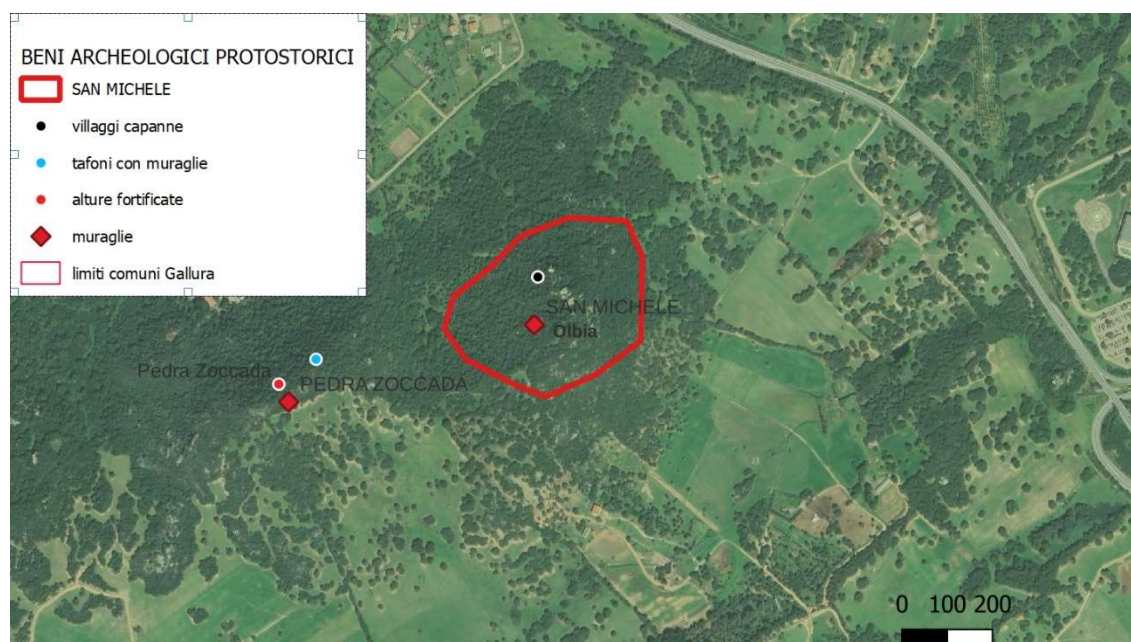 BENI ARCHEOLOGICI PROTOSTORICI
SAN MICHELE
villaggi capanne
tafoni con muraglie
alture fortificate
muraglie
limiti comuni Gallura
SAN MICHELE
Olbia
Pedra Zoccada
PEDRA ZOCCADA
0 100 200